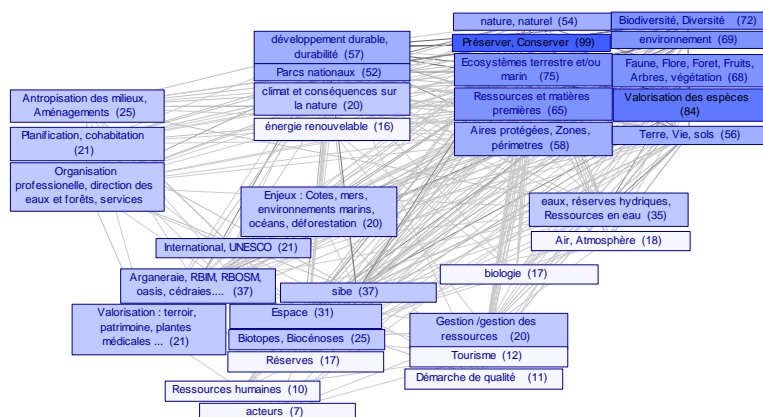 nature, naturel (54)
Biodiversité, Diversité (72)
développement durable,
durabilité (57)
Préserver, Conserver (99)
environnement (69)
Parcs nationaux (52)
Ecosystèmes terrestre et/ou
marin (75)
Faune, Flore, Foret, Fruits,
Arbres, végétation (68)
climat et conséquences sur
la nature (20)
Ressources et matières
premières (65)
Valorisation des espèces
(84)
Antropisation des milieux,
Aménagements (25)
énergie renouvelable (16)
Aires protégées, Zones,
périmetres (58)
Terre, Vie, sols (56)
Planification, cohabitation
(21)
Organisation
professionelle, direction des
eaux et forêts, services
Enjeux : Cotes, mers,
environnements marins,
océans, déforestation
(20)
eaux, réserves hydriques,
Ressources en eau (35)
International, UNESCO (21)
Air, Atmosphère (18)
Arganeraie, RBIM, RBOSM,
oasis, cédraies.... (37)
sibe (37)
biologie (17)
Valorisation : terroir,
patrimoine, plantes
médicales ... (21)
Espace (31)
Biotopes, Biocénoses (25)
Réserves (17)
Gestion /gestion des
ressources (20)
Tourisme (12)
Démarche de qualité (11)
Ressources humaines (10)
acteurs (7)